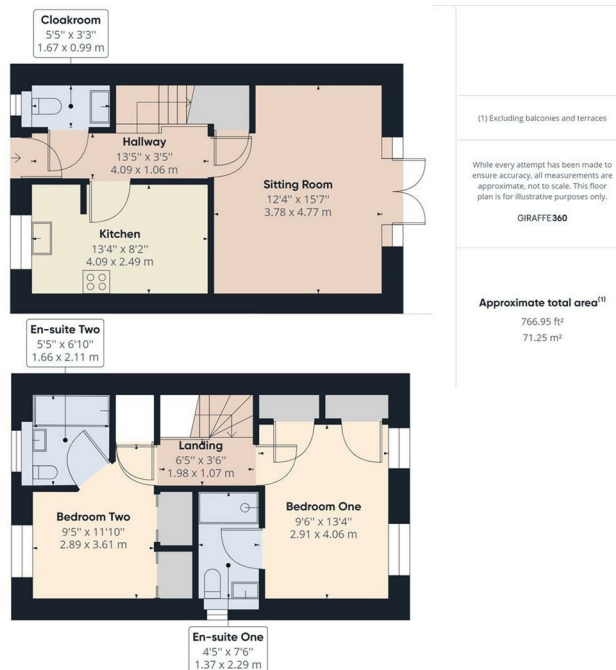 Cloakroom
5'5" x 3'3"
1.67 x 0.99 m
Hallway
13'5" x 3'5"
4.09 x 1.06 m
Sitting Room
12'4" x 15'7"
3.78 x 4.77 m
Kitchen
13'4" x 8'2"
4.09 x 2.49 m
(1) Excluding balconies and terraces
While every attempt has been made to
ensure accuracy, all measurements are
approximate, not to scale. This floor
plan is for illustrative purposes only.
GIRAFFE360
Approximate total area(1)
766.95 ft²
71.25 m²
En-suite Two
5'5" x 6'10"
1.66 x 2.11 m
Landing
6'5" x 3'6"
1.98 x 1.07 m
Bedroom Two
9'5" x 11'10"
2.89 x 3.61 m
Bedroom One
9'6" x 13'4"
2.91 x 4.06 m
En-suite One
4'5" x 7'6"
1.37 x 2.29 m